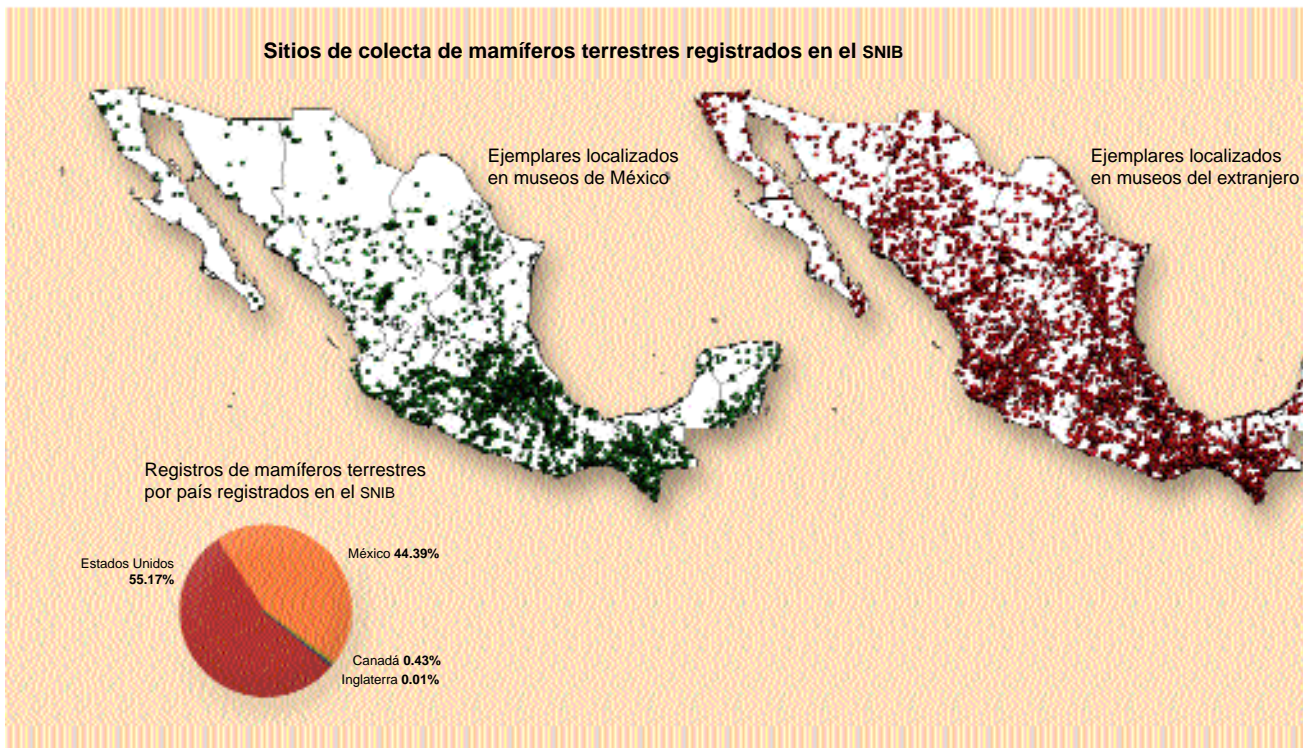 Sitios de colecta de mamíferos terrestres registrados en el SNIB
Ejemplares localizados
en museos de México
Ejemplares localizados
en museos del extranjero
Registros de mamíferos terrestres
por país registrados en el SNIB
Estados Unidos
55.17%
México 44.39%
Canadá 0.43%
Inglaterra 0.01%